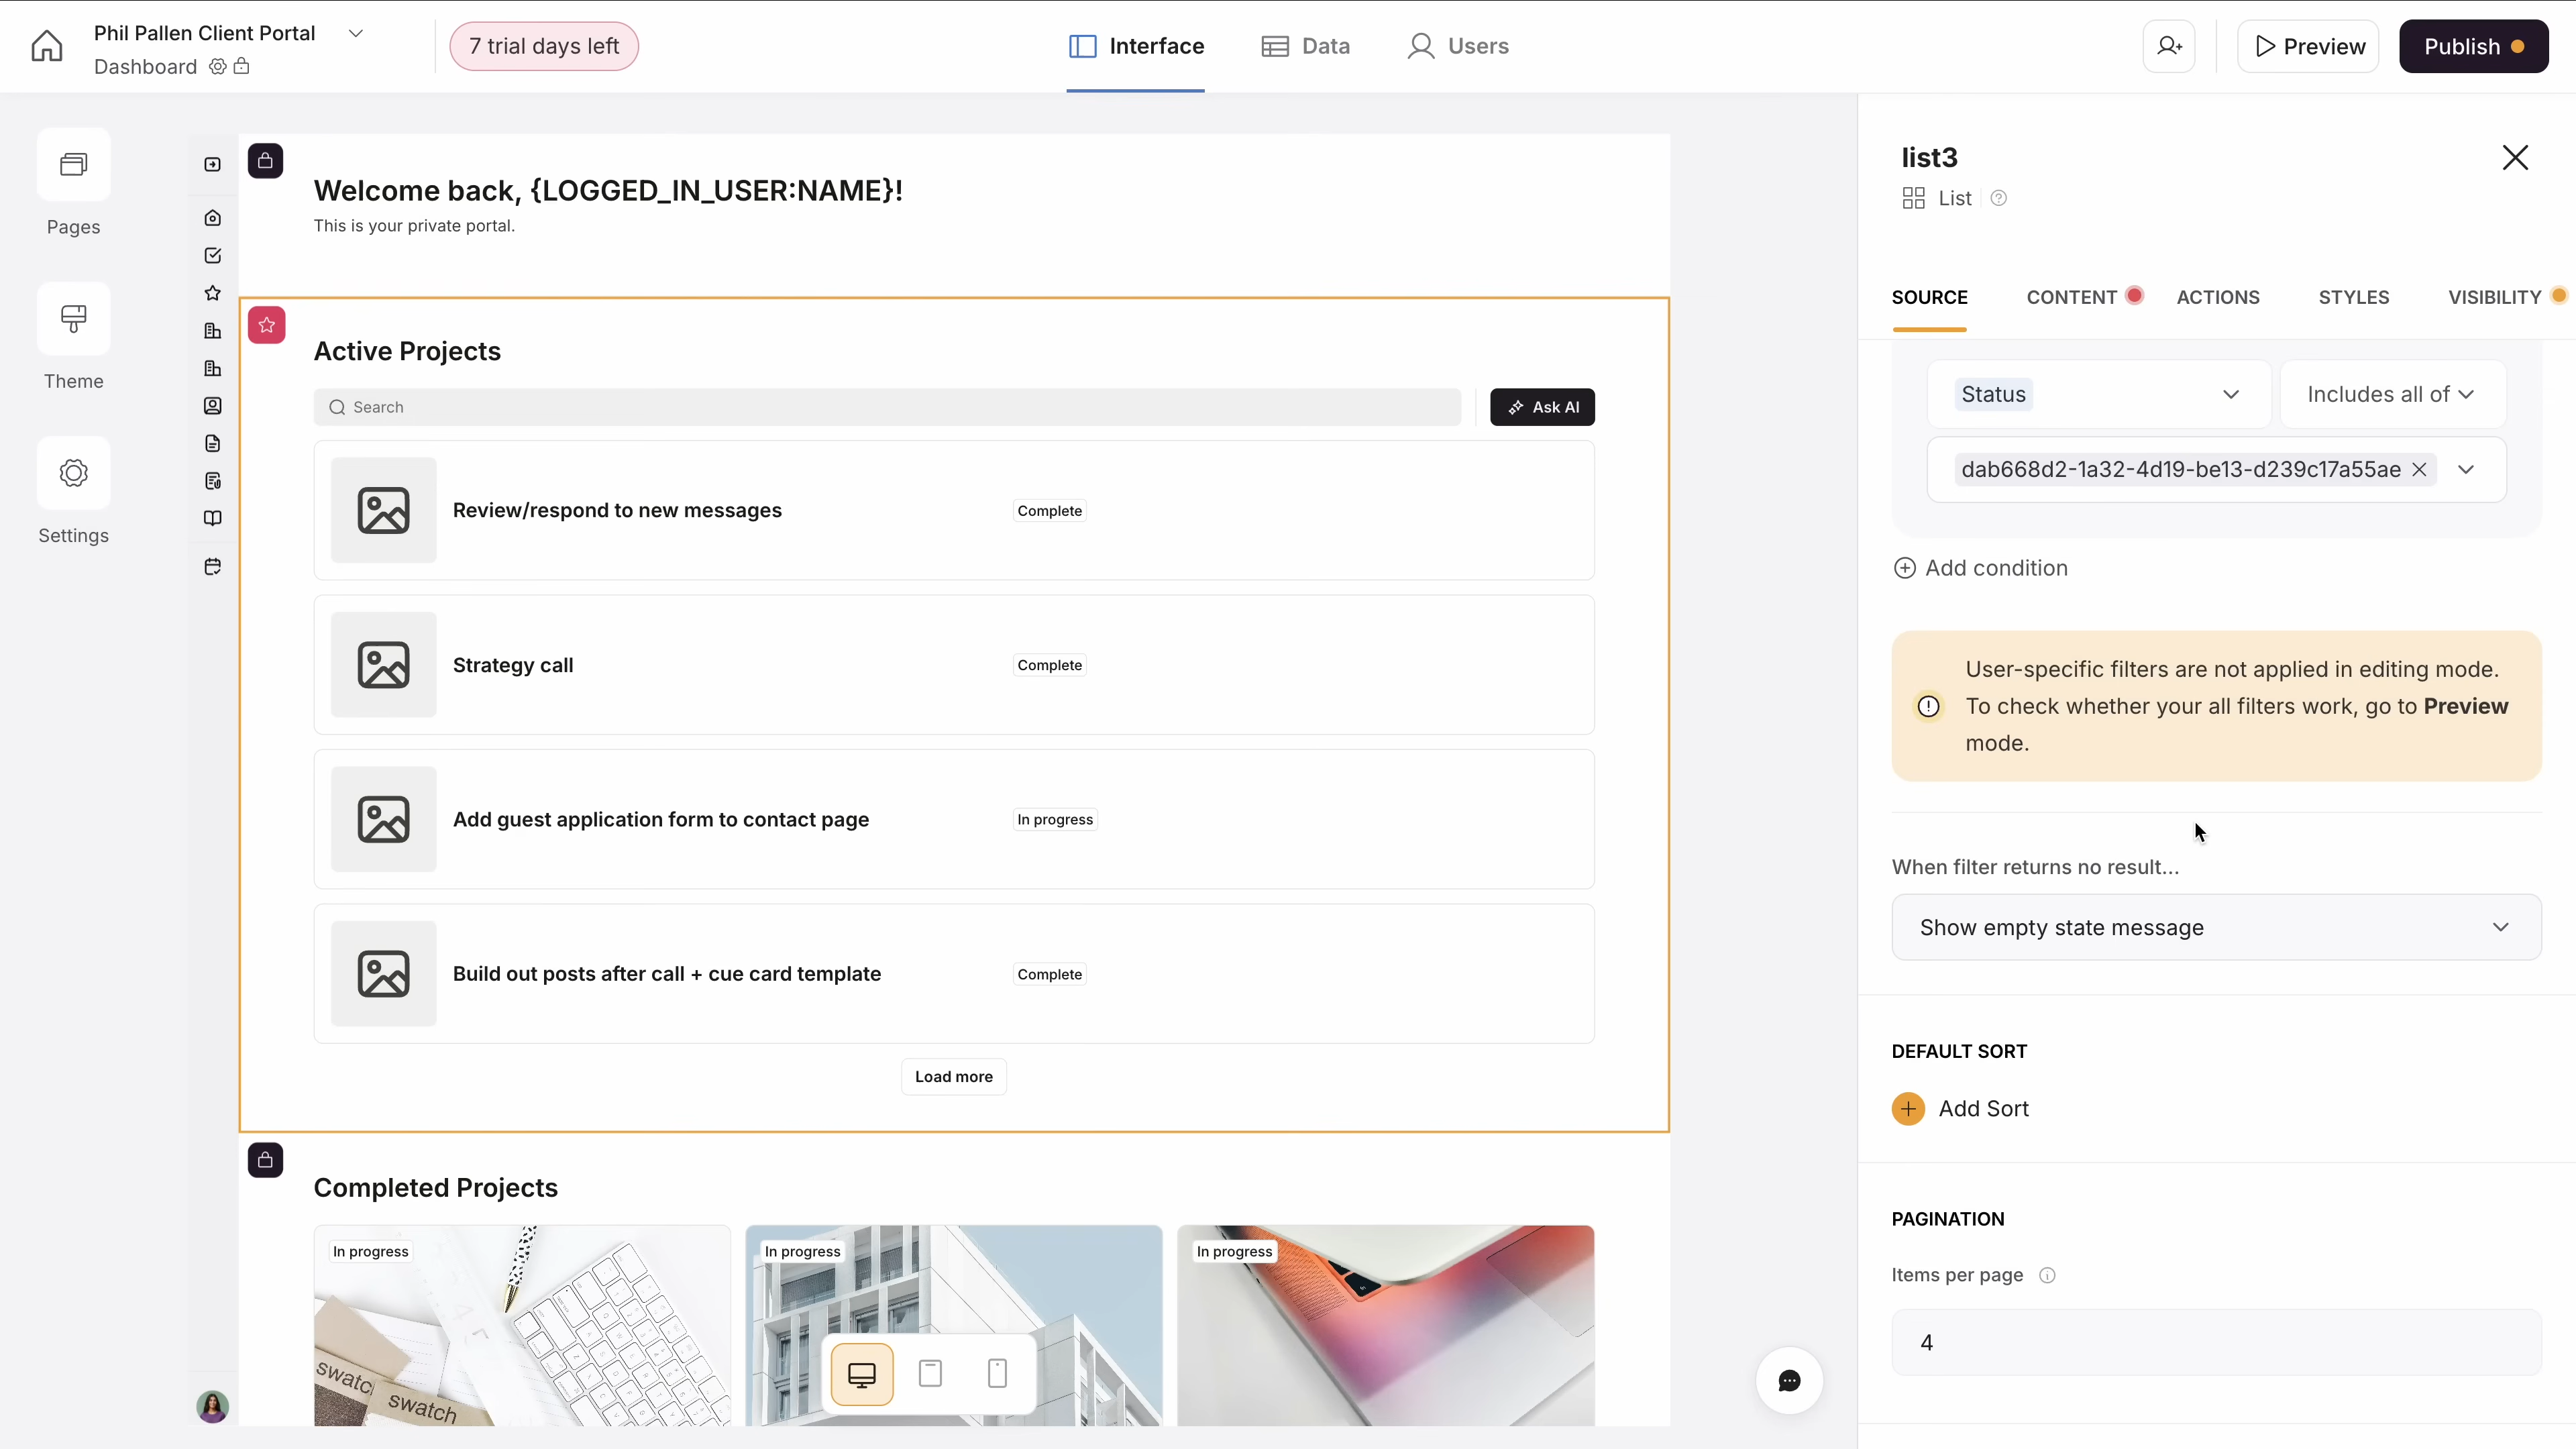 Phil Pallen Client Portal
Dashboard
7 trial days left
Interface
Data
Users
Preview
Publish
Pages
Theme
Settings
Welcome back, {LOGGED_IN_USER:NAME}!
This is your private portal.
Active Projects
Search
Ask AI
Review/respond to new messages
Complete
Strategy call
Complete
Add guest application form to contact page
In progress
Build out posts after call + cue card template
Complete
Load more
Completed Projects
In progress
In progress
In progress
swatch
swatch
list3
List
SOURCE
CONTENT
ACTIONS
STYLES
VISIBILITY
Status
Includes all of
dab668d2-1a32-4d19-be13-d239c17a55ae
Add condition
User-specific filters are not applied in editing mode.
To check whether your all filters work, go to Preview
mode.
When filter returns no result...
Show empty state message
DEFAULT SORT
Add Sort
PAGINATION
Items per page
4